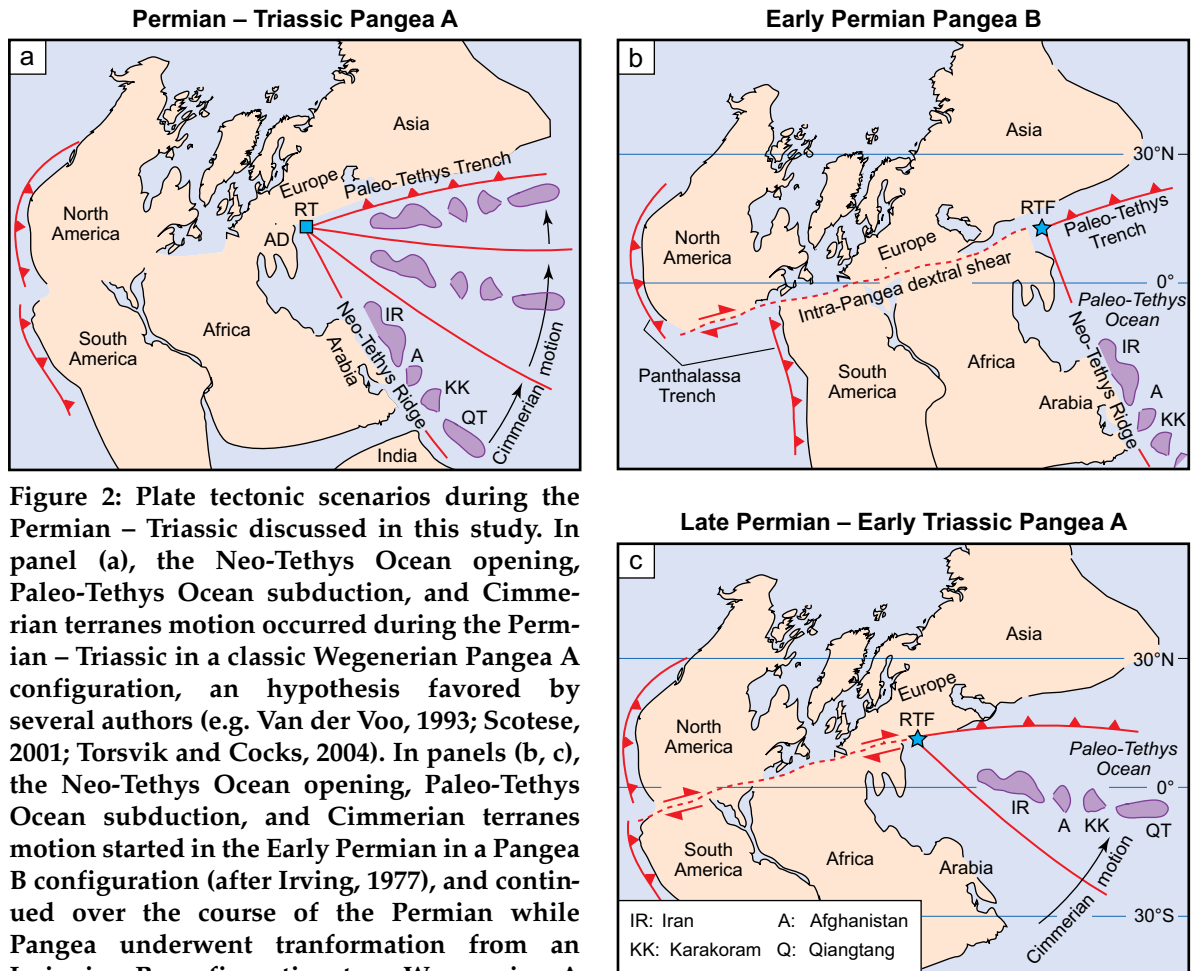 Permian – Triassic Pangea A
a
Asia
Europe
Paleo-Tethys Trench
RT
North
America
AD
IR
South
America
Africa
Arabia
Neo-Tethys Ridge
A
KK
QT
Cimmerian motion
India
Early Permian Pangea B
b
Asia
30°N
RTF
Paleo-Tethys
Trench
North
America
Europe
Intra-Pangea dextral shear
0°
Paleo-Tethys
Ocean
Neo-Tethys Ridge
IR
Panthalassa
Trench
South
America
Africa
Arabia
A
KK
Figure 2: Plate tectonic scenarios during the
Permian – Triassic discussed in this study. In
panel (a), the Neo-Tethys Ocean opening,
Paleo-Tethys Ocean subduction, and Cimme-
rian terranes motion occurred during the Perm-
ian – Triassic in a classic Wegenerian Pangea A
configuration, an hypothesis favored by
several authors (e.g. Van der Voo, 1993; Scotese,
2001; Torsvik and Cocks, 2004). In panels (b, c),
the Neo-Tethys Ocean opening, Paleo-Tethys
Ocean subduction, and Cimmerian terranes
motion started in the Early Permian in a Pangea
B configuration (after Irving, 1977), and contin-
ued over the course of the Permian while
Pangea underwent tranformation from an
Late Permian – Early Triassic Pangea A
c
Asia
30°N
Europe
RTF
North
America
Paleo-Tethys
Ocean
0°
IR
A
KK
QT
South
America
Africa
Arabia
Cimmerian motion
30°S
IR: Iran
A: Afghanistan
KK: Karakoram
Q: Qiangtang